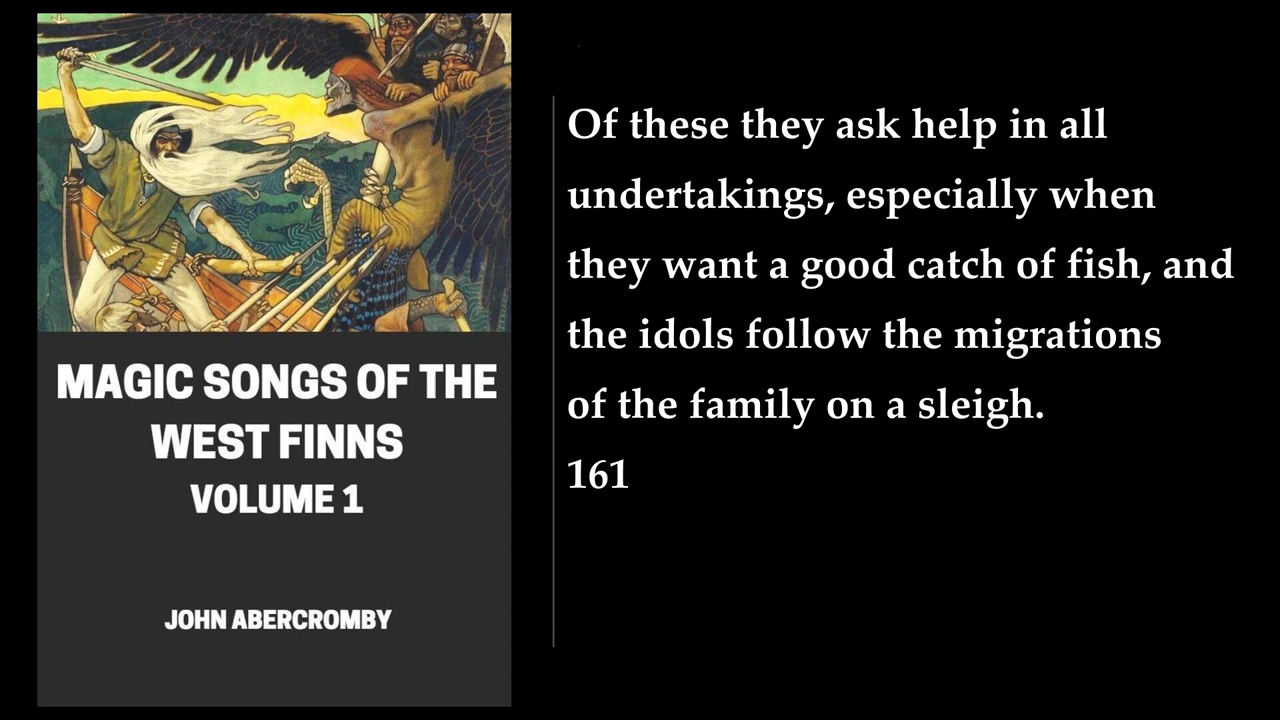 MAGIC SONGS OF THE
WEST FINNS
VOLUME 1
JOHN ABERCROMBY
Of these they ask help in all
undertakings, especially when
they want a good catch of fish, and
the idols follow the migrations
of the family on a sleigh.
161